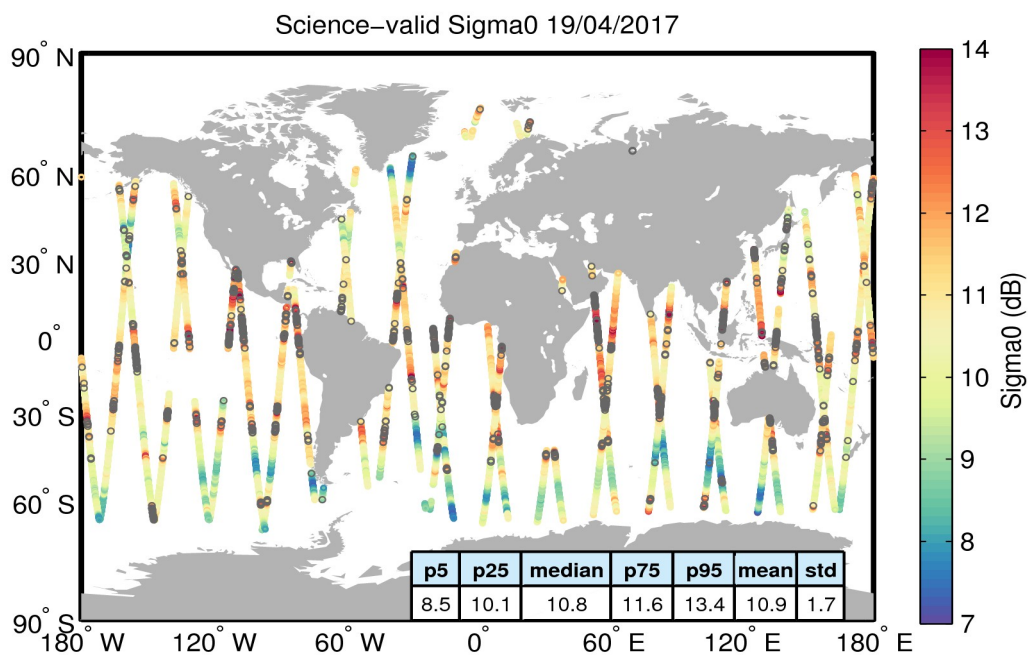 Science−valid Sigma0 19/04/2017
90° N
60° N
30° N
0°
30° S
60° S
90° S
180° W
120° W
60° W
0°
60° E
120° E
180° E
14
13
12
11
10
9
8
7
Sigma0 (dB)
p5 p25 median p75 p95 mean std
8.5 10.1 10.8 11.6 13.4 10.9 1.7